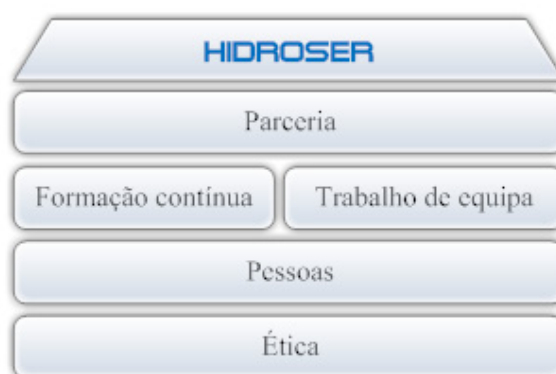 HIDROSER
Parceria
Formação contínua
Trabalho de equipa
Pessoas
Ética